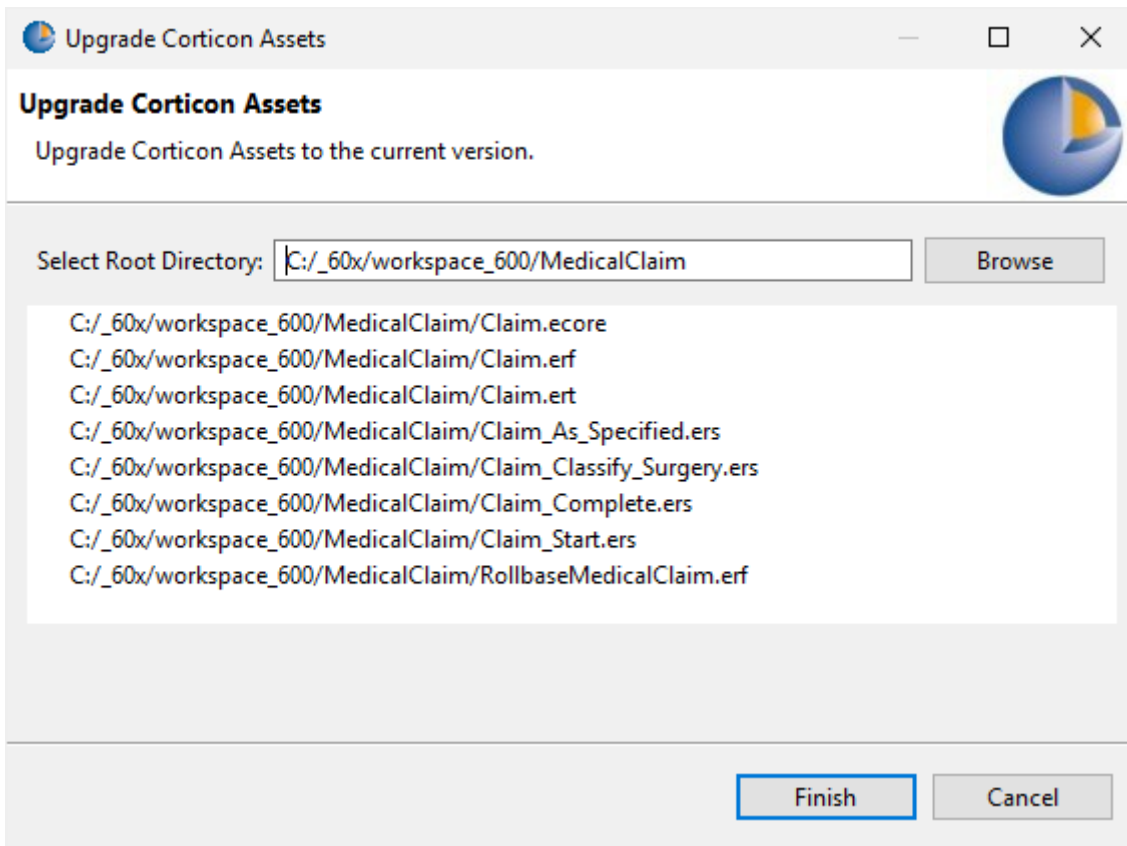 Upgrade Corticon Assets
Upgrade Corticon Assets
Upgrade Corticon Assets to the current version.
Select Root Directory: C:/_60x/workspace_600/MedicalClaim Browse
C:/_60x/workspace_600/MedicalClaim/Claim.ecore
C:/_60x/workspace_600/MedicalClaim/Claim.erf
C:/_60x/workspace_600/MedicalClaim/Claim.ert
C:/_60x/workspace_600/MedicalClaim/Claim_As_Specified.ers
C:/_60x/workspace_600/MedicalClaim/Claim_Classify_Surgery.ers
C:/_60x/workspace_600/MedicalClaim/Claim_Complete.ers
C:/_60x/workspace_600/MedicalClaim/Claim_Start.ers
C:/_60x/workspace_600/MedicalClaim/RollbaseMedicalClaim.erf
Finish Cancel